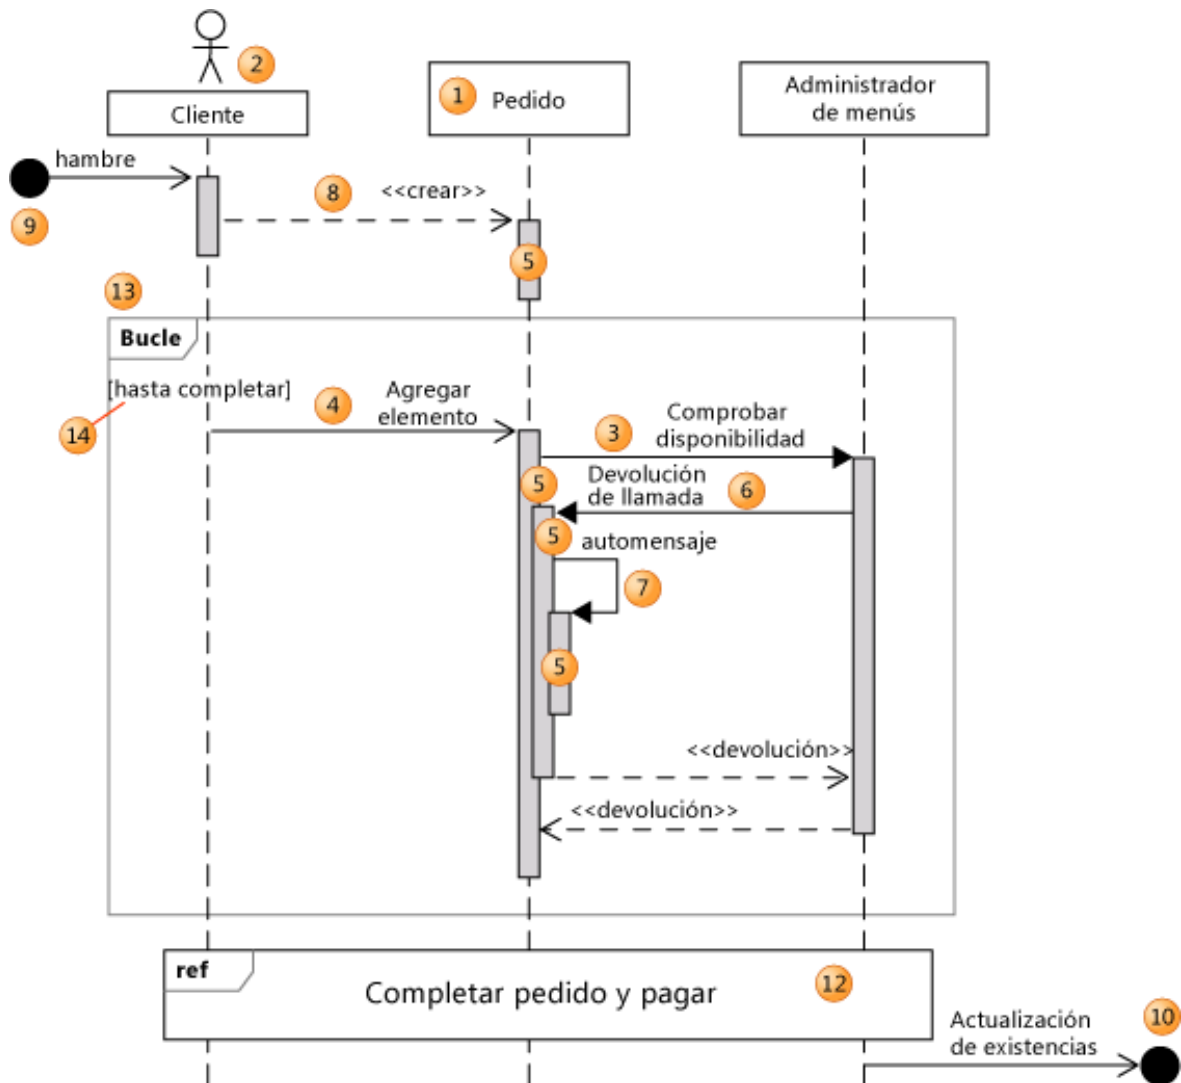 2
Cliente
1
Pedido
Administrador
de menús
hambre
9
8
<<crear>>
5
13
Bucle
[hasta completar]
14
4
Agregar
elemento
3
Comprobar
disponibilidad
5
Devolución
de llamada
6
5
automensaje
7
5
<<devolución>>
<<devolución>>
ref
Completar pedido y pagar
12
Actualización
de existencias
10